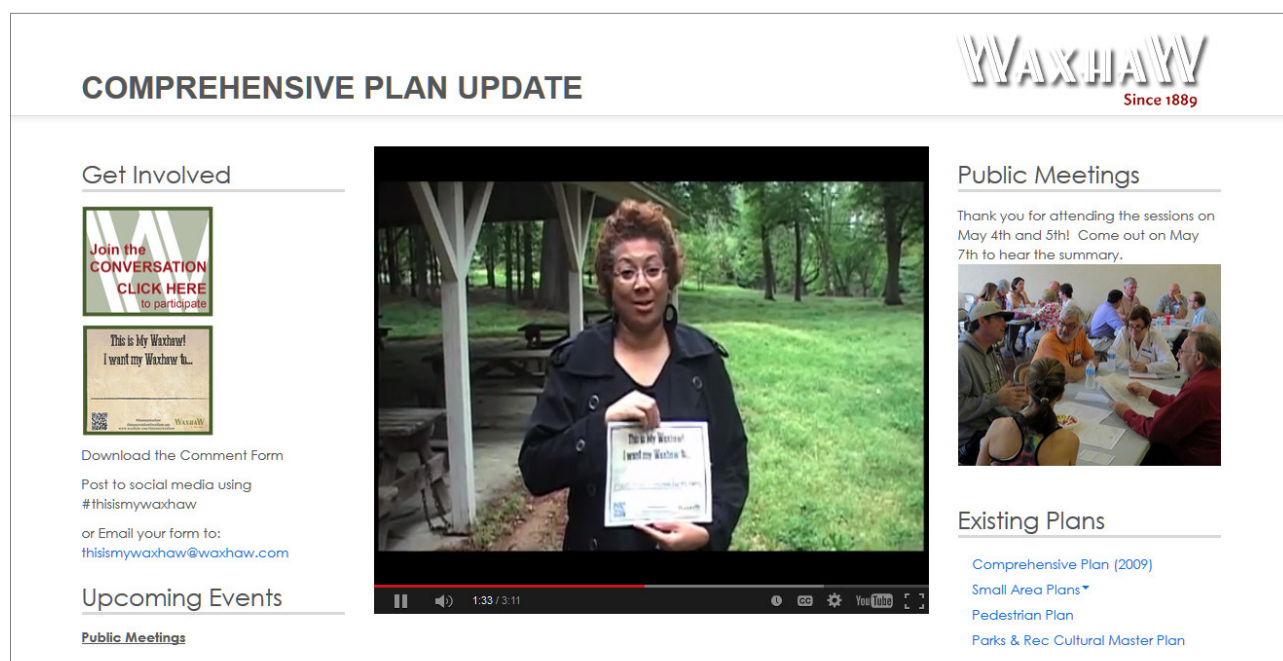 COMPREHENSIVE PLAN UPDATE
WAXHAW
Since 1889
Get Involved
Join the
CONVERSATION
CLICK HERE
to participate
This is My Waxhaw!
I want my Waxhaw to...
WAXHAW
Download the Comment Form
Post to social media using
#thisismywaxhaw
or Email your form to:
thisismywaxhaw@waxhaw.com
Upcoming Events
Public Meetings
This is My Waxhaw!
I want my Waxhaw to...
1:33 / 3:11
CC
YouTube
Public Meetings
Thank you for attending the sessions on
May 4th and 5th! Come out on May
7th to hear the summary.
Existing Plans
Comprehensive Plan (2009)
Small Area Plans
Pedestrian Plan
Parks & Rec Cultural Master Plan